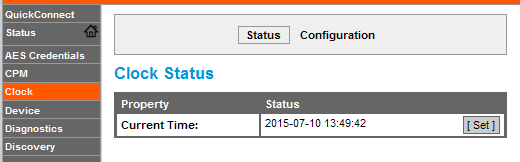 QuickConnect
Status
AES Credentials
CPM
Clock
Device
Diagnostics
Discovery
Status Configuration
Clock Status
Property Status
Current Time: 2015-07-10 13:49:42 [ Set ]